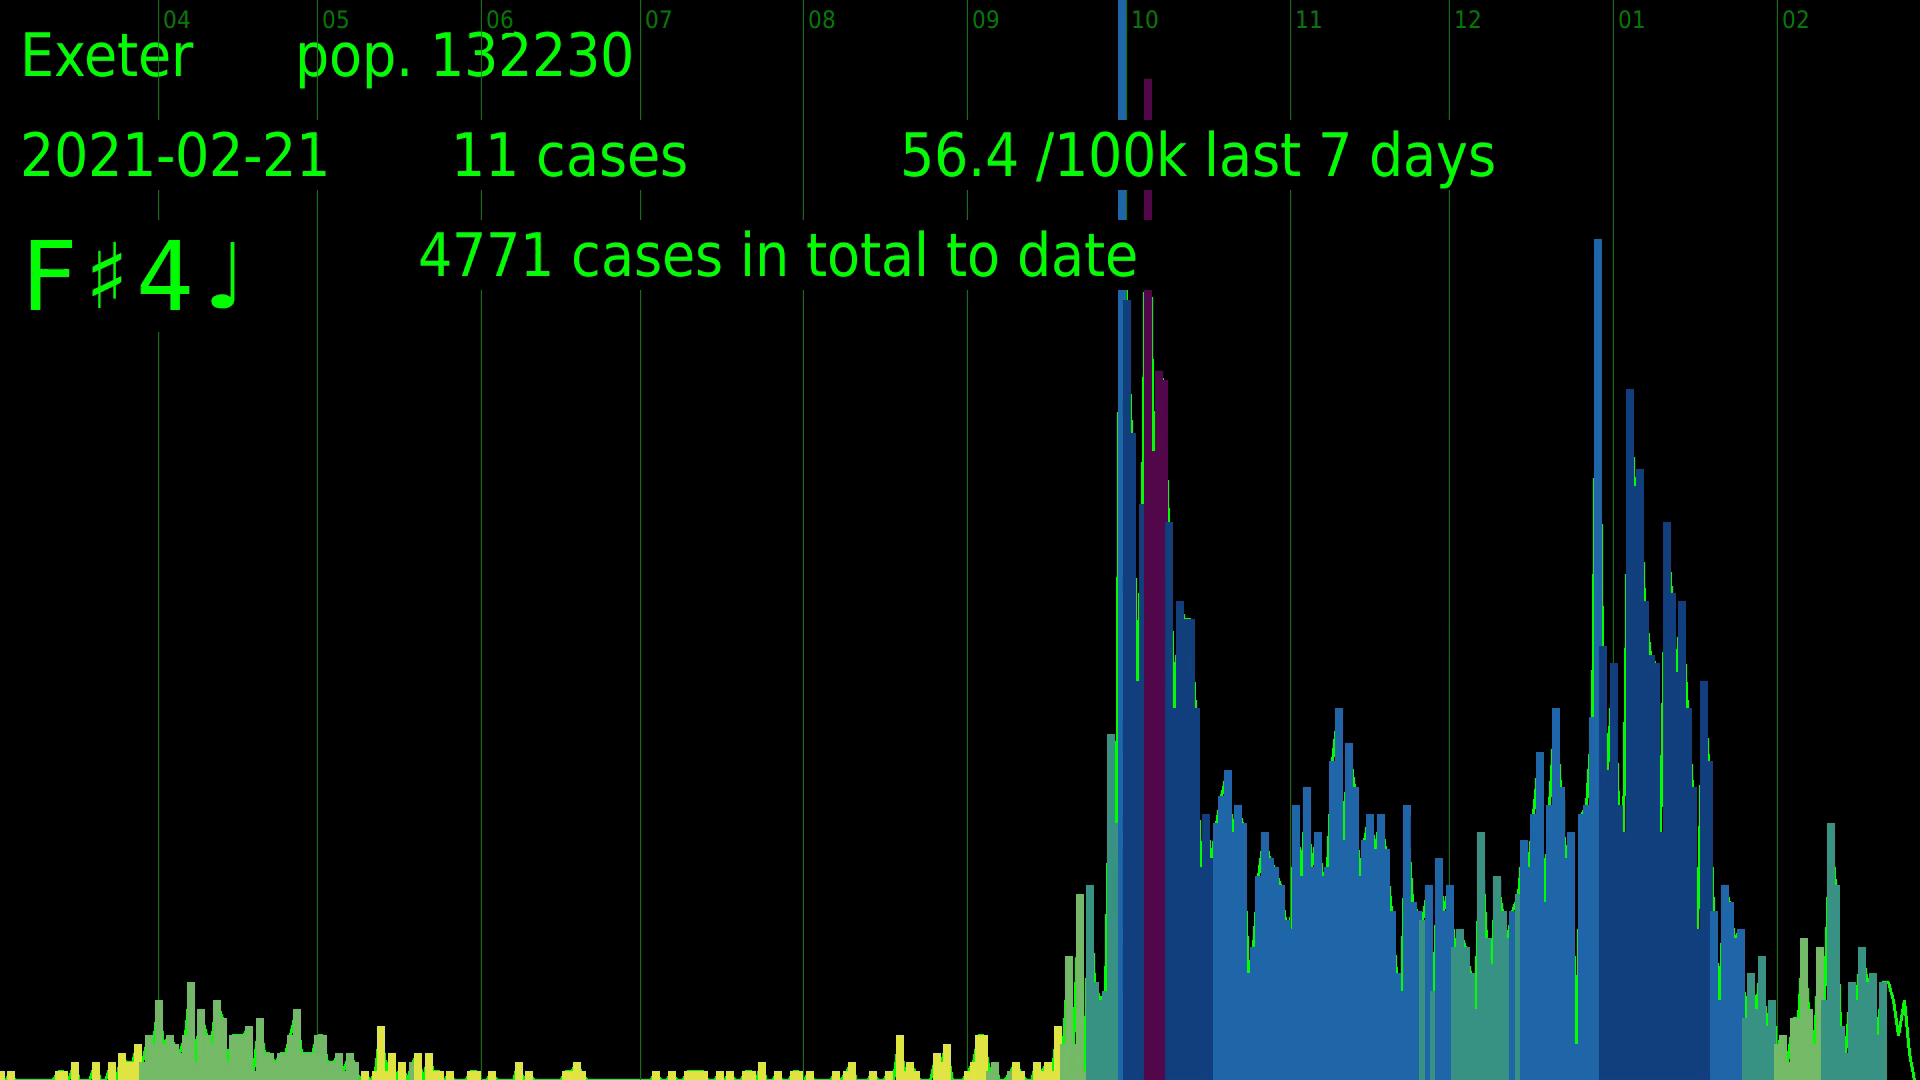 04 05 06 07 08 09 10 11 12 01 02
Exeter pop. 132230
2021-02-21 11 cases 56.4 /100k last 7 days
F♯4♩ 4771 cases in total to date